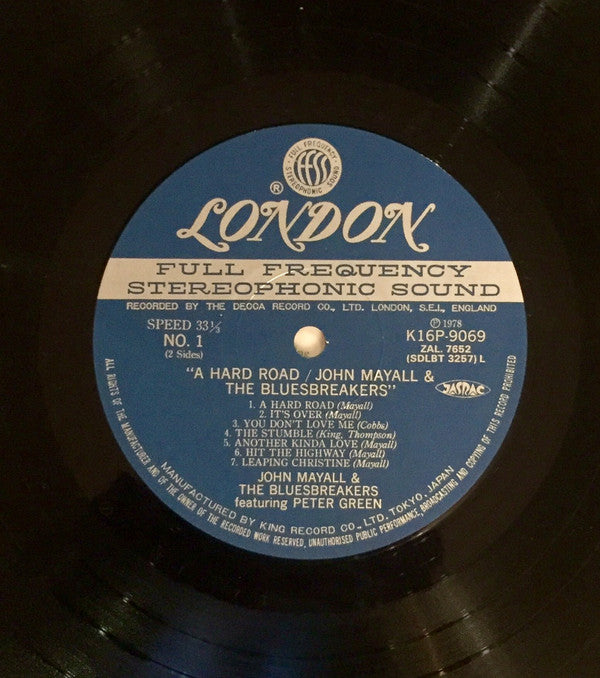 FULL FREQUENCY
ffss
STEREOPHONIC SOUND
®
LONDON
FULL FREQUENCY
STEREOPHONIC SOUND
RECORDED BY THE DECCA RECORD CO., LTD. LONDON, S.E.I., ENGLAND
SPEED 33⅓
NO. 1
(2 Sides)
Ⓟ 1978
K16P-9069
ZAL. 7652
(SDLBT 3257) L
"A HARD ROAD / JOHN MAYALL &
THE BLUESBREAKERS"
JASRAC
1. A HARD ROAD (Mayall)
2. IT'S OVER (Mayall)
3. YOU DON'T LOVE ME (Cobbs)
4. THE STUMBLE (King, Thompson)
5. ANOTHER KINDA LOVE (Mayall)
6. HIT THE HIGHWAY (Mayall)
7. LEAPING CHRISTINE (Mayall)
JOHN MAYALL &
THE BLUESBREAKERS
featuring PETER GREEN
MANUFACTURED BY KING RECORD CO., LTD, TOKYO, JAPAN
ALL RIGHTS OF THE MANUFACTURER AND OF THE OWNER OF THE RECORDED WORK RESERVED, UNAUTHORISED PUBLIC PERFORMANCE, BROADCASTING AND COPYING OF THIS RECORD PROHIBITED